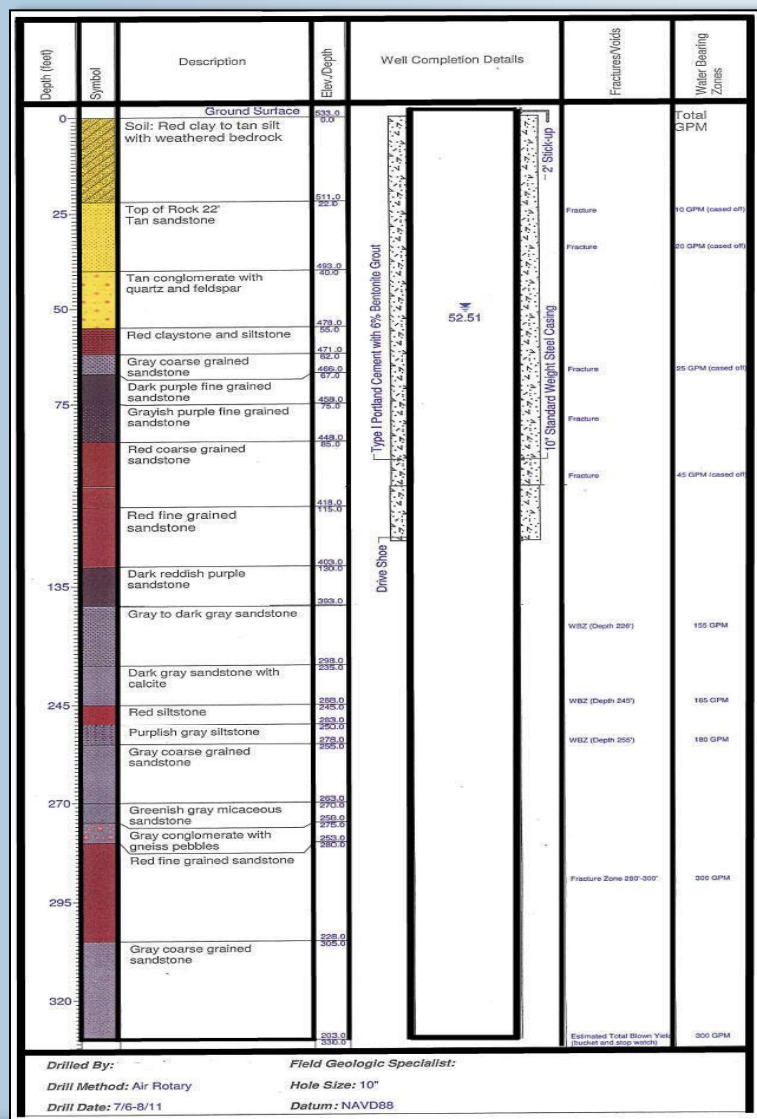 Depth (feet)
Symbol
Description
Elev./Depth
Well Completion Details
Fractures/Voids
Water Bearing
Zones
Ground Surface
533.0
0.0
0
Soil: Red clay to tan silt
with weathered bedrock
Total
GPM
2' Stick-up
511.0
22.0
25
Top of Rock 22'
Tan sandstone
Fracture
10 GPM (cased off)
Fracture
20 GPM (cased off)
493.0
40.0
Tan conglomerate with
quartz and feldspar
50
52.51
Type I Portland Cement with 6% Bentonite Grout
10" Standard Weight Steel Casing
478.0
55.0
Red claystone and siltstone
471.0
62.0
Gray coarse grained
sandstone
466.0
67.0
Fracture
25 GPM (cased off)
Dark purple fine grained
sandstone
458.0
75.0
75
Grayish purple fine grained
sandstone
Fracture
448.0
85.0
Red coarse grained
sandstone
Fracture
45 GPM (cased off)
418.0
115.0
Red fine grained
sandstone
Drive Shoe
403.0
130.0
Dark reddish purple
sandstone
135
393.0
Gray to dark gray sandstone
WBZ (Depth 226')
155 GPM
298.0
235.0
Dark gray sandstone with
calcite
288.0
245.0
245
Red siltstone
WBZ (Depth 245')
165 GPM
283.0
250.0
Purplish gray siltstone
278.0
255.0
WBZ (Depth 255')
180 GPM
Gray coarse grained
sandstone
263.0
270.0
270
Greenish gray micaceous
sandstone
258.0
275.0
Gray conglomerate with
gneiss pebbles
253.0
280.0
Red fine grained sandstone
Fracture Zone 280'-300'
300 GPM
295
228.0
305.0
Gray coarse grained
sandstone
320
203.0
330.0
Estimated Total Blown Yield
(bucket and stop watch)
300 GPM
Drilled By:
Field Geologic Specialist:
Drill Method: Air Rotary
Hole Size: 10"
Drill Date: 7/6-8/11
Datum: NAVD88